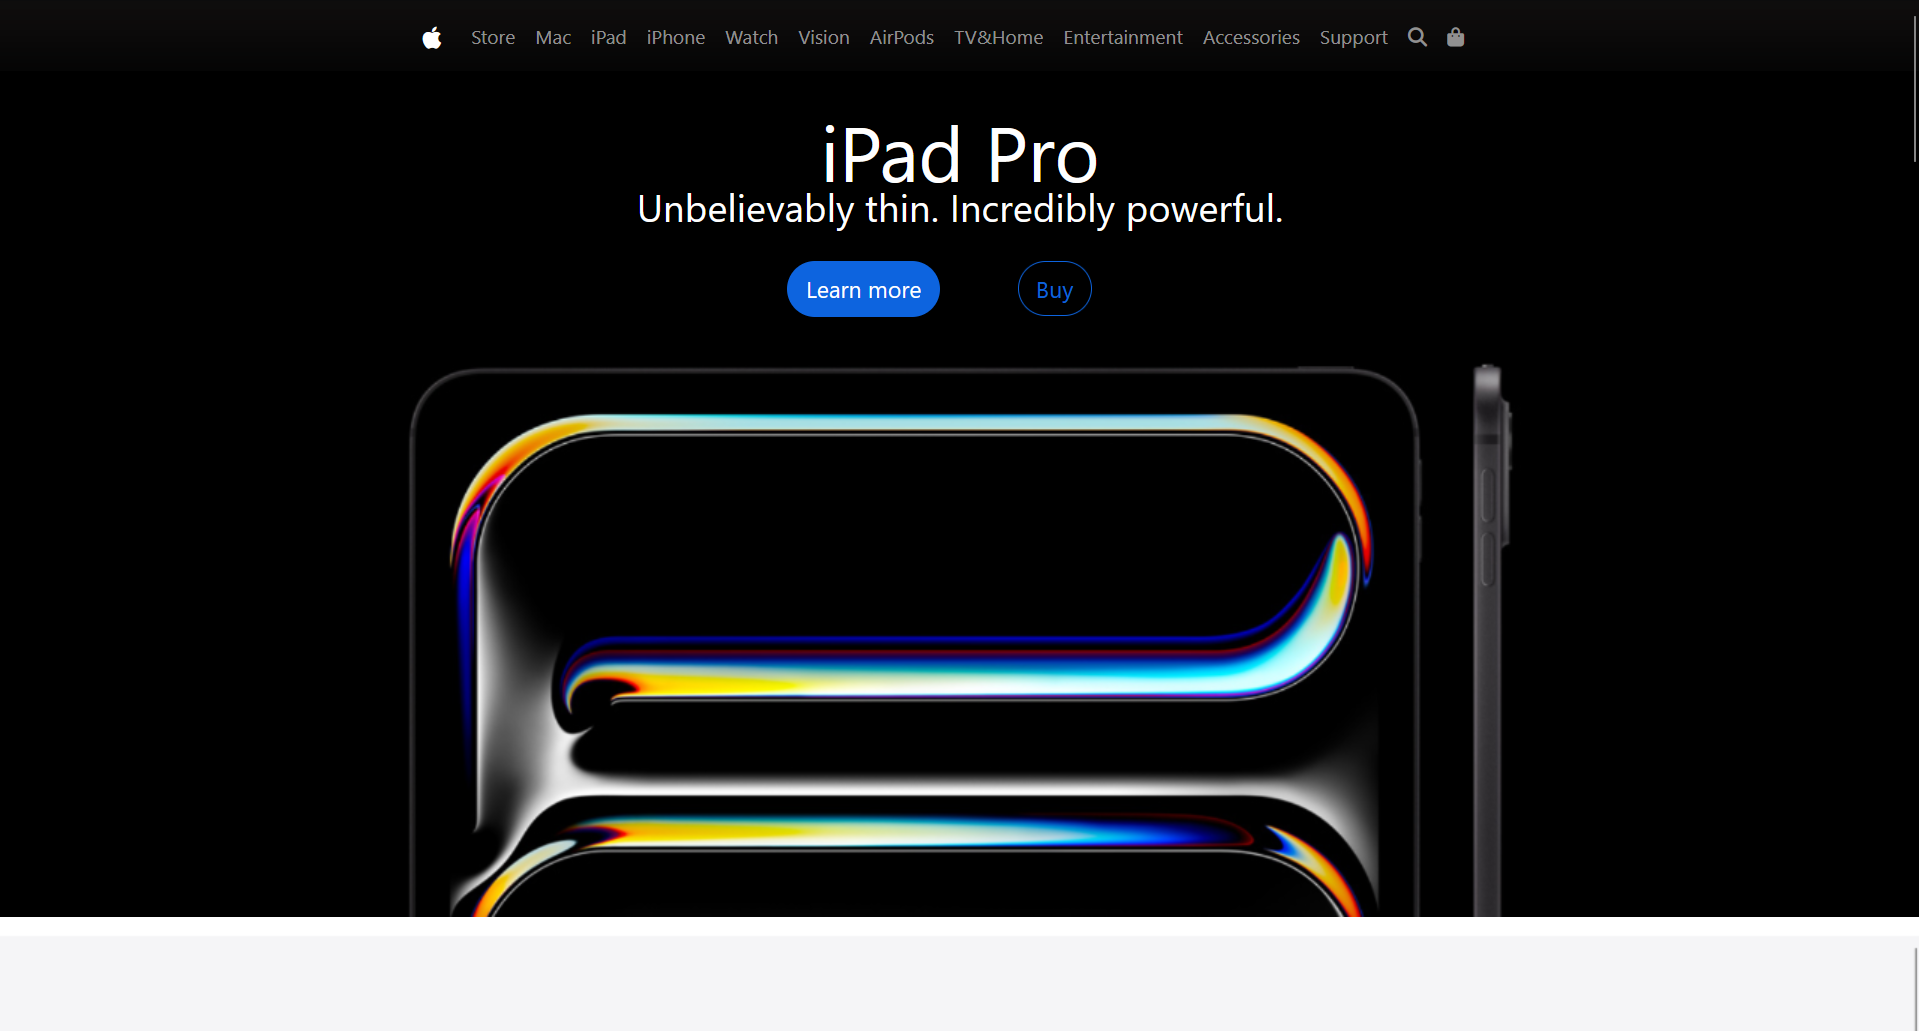 Store Mac iPad iPhone Watch Vision AirPods TV&Home Entertainment Accessories Support
iPad Pro
Unbelievably thin. Incredibly powerful.
Learn more Buy